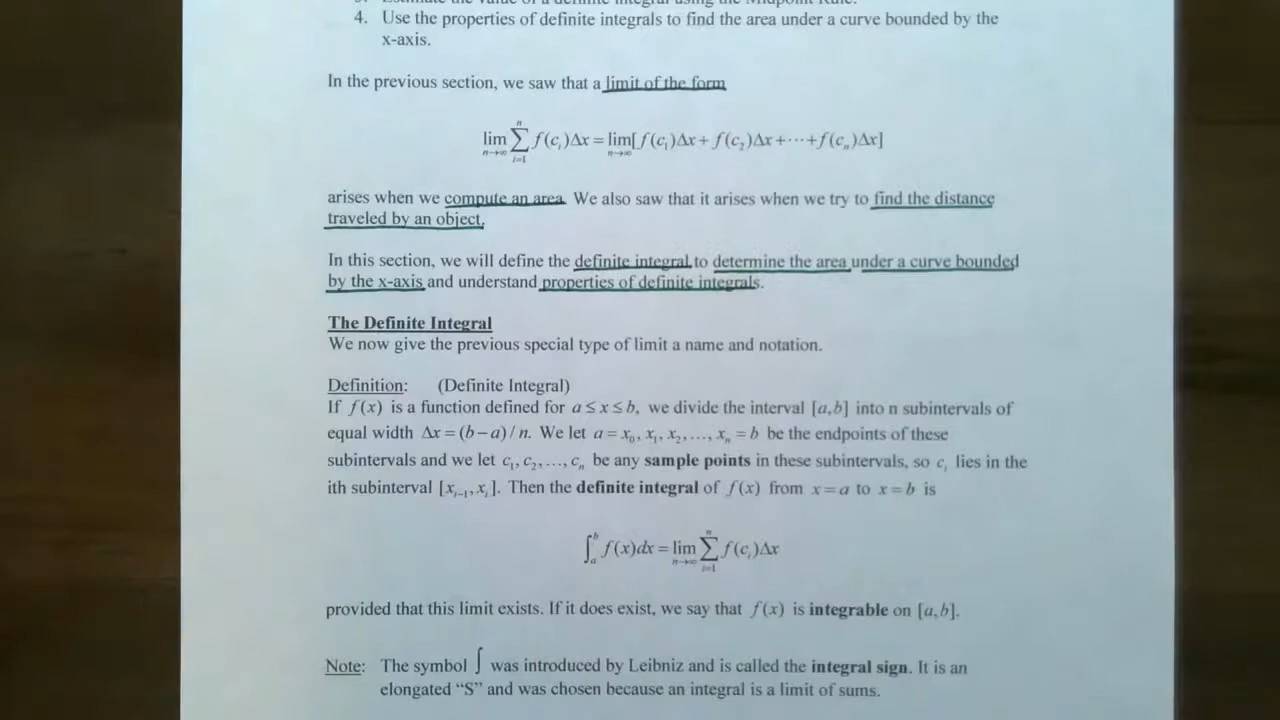 3. Estimate the value of a definite integral using the Midpoint Rule.
4. Use the properties of definite integrals to find the area under a curve bounded by the
x-axis.
In the previous section, we saw that a limit of the form
lim_{n→∞} ∑_{i=1}^{n} f(c_i)Δx = lim_{n→∞}[f(c_1)Δx + f(c_2)Δx + ⋯ + f(c_n)Δx]
arises when we compute an area. We also saw that it arises when we try to find the distance
traveled by an object.
In this section, we will define the definite integral to determine the area under a curve bounded
by the x-axis and understand properties of definite integrals.
The Definite Integral
We now give the previous special type of limit a name and notation.
Definition: (Definite Integral)
If f(x) is a function defined for a ≤ x ≤ b, we divide the interval [a,b] into n subintervals of
equal width Δx = (b − a) / n. We let a = x_0, x_1, x_2, ..., x_n = b be the endpoints of these
subintervals and we let c_1, c_2, ..., c_n be any sample points in these subintervals, so c_i lies in the
ith subinterval [x_{i−1}, x_i]. Then the definite integral of f(x) from x = a to x = b is
∫_a^b f(x)dx = lim_{n→∞} ∑_{i=1}^{n} f(c_i)Δx
provided that this limit exists. If it does exist, we say that f(x) is integrable on [a,b].
Note: The symbol ∫ was introduced by Leibniz and is called the integral sign. It is an
elongated “S” and was chosen because an integral is a limit of sums.